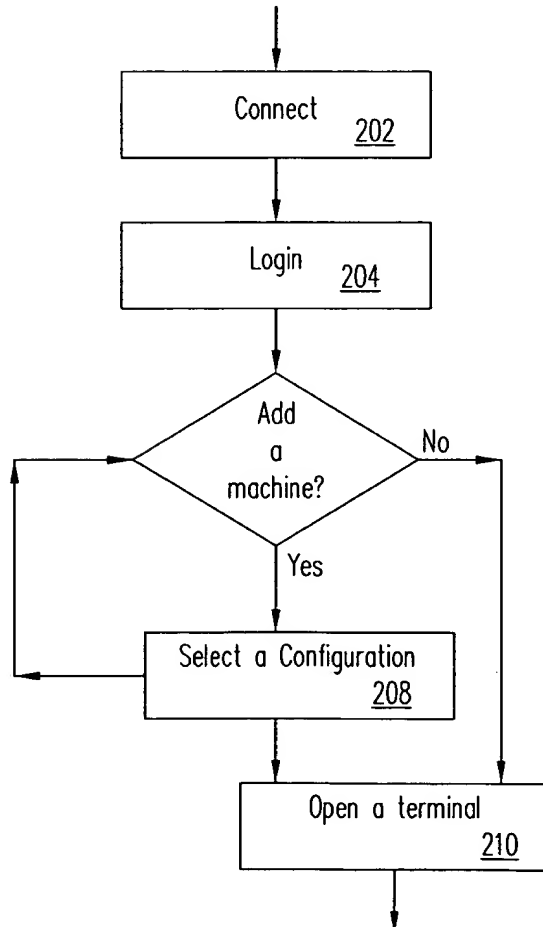 Connect
202
Login
204
Add
a
machine?
No
Yes
Select a Configuration
208
Open a terminal
210